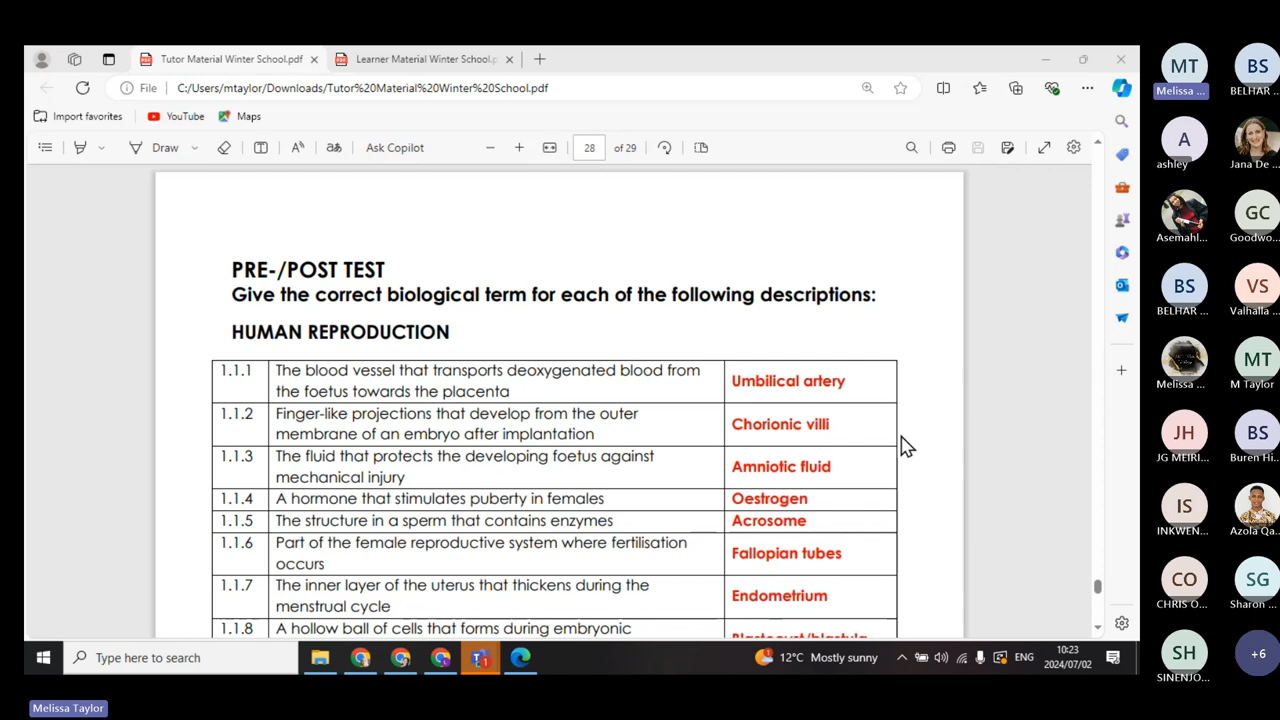 Tutor Material Winter School.pdf
Learner Material Winter School.p
File
C:/Users/mtaylor/Downloads/Tutor%20Material%20Winter%20School.pdf
Import favorites
YouTube
Maps
Draw
aあ
Ask Copilot
28 of 29
PRE-/POST TEST
Give the correct biological term for each of the following descriptions:
HUMAN REPRODUCTION
1.1.1 The blood vessel that transports deoxygenated blood from
the foetus towards the placenta
Umbilical artery
1.1.2 Finger-like projections that develop from the outer
membrane of an embryo after implantation
Chorionic villi
1.1.3 The fluid that protects the developing foetus against
mechanical injury
Amniotic fluid
1.1.4 A hormone that stimulates puberty in females Oestrogen
1.1.5 The structure in a sperm that contains enzymes Acrosome
1.1.6 Part of the female reproductive system where fertilisation
occurs
Fallopian tubes
1.1.7 The inner layer of the uterus that thickens during the
menstrual cycle
Endometrium
1.1.8 A hollow ball of cells that forms during embryonic
Blastocyst/blastula
Type here to search
12°C Mostly sunny
ENG
10:23
2024/07/02
Melissa Taylor
MT
Melissa ...
BS
BELHAR ...
A
ashley
Jana De ...
Asemahl...
GC
Goodwo...
BS
BELHAR ...
VS
Valhalla ...
Melissa ...
MT
M Taylor
JH
JG MEIRI...
BS
Buren Hi...
IS
INKWEN...
Azola Qa...
CO
CHRIS O...
SG
Sharon ...
SH
SINENJO...
+6